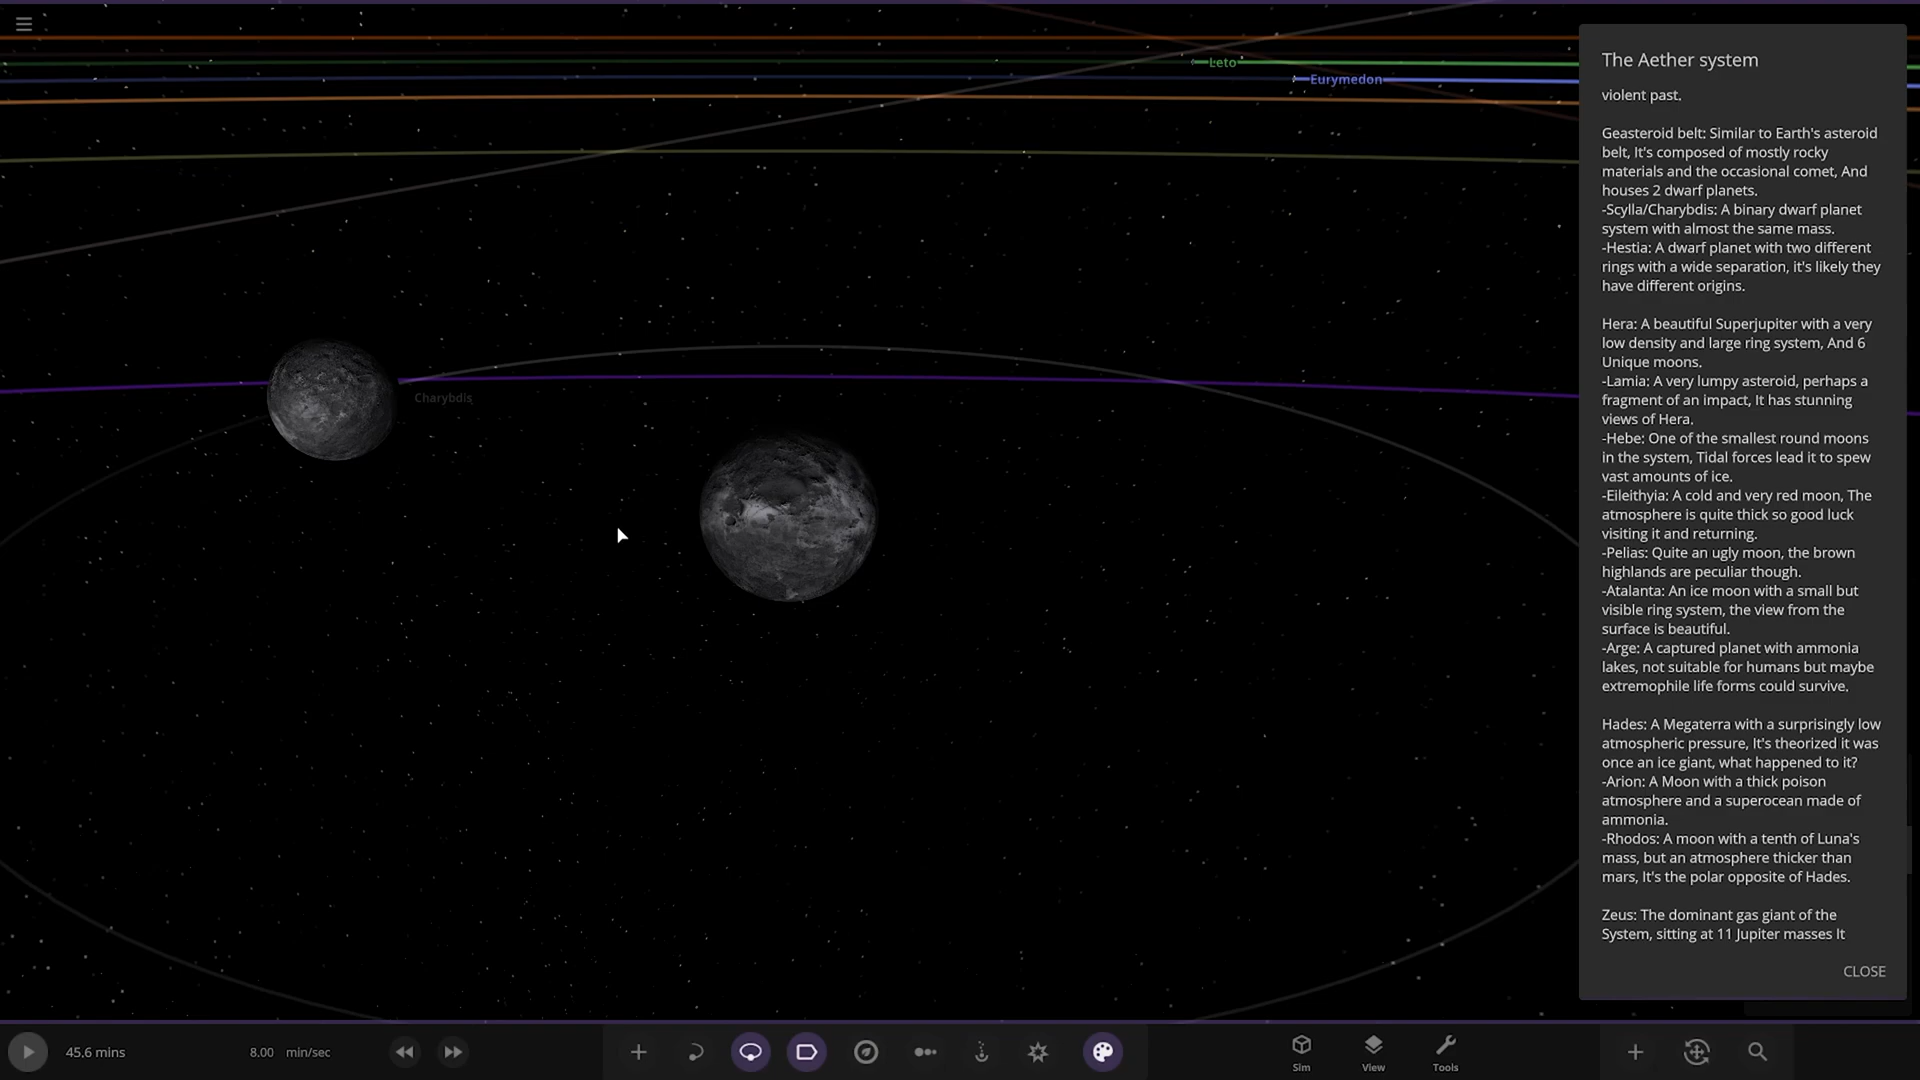 Leto
Eurymedon
Charybdis
The Aether system
violent past.
Geasteroid belt: Similar to Earth's asteroid
belt, It's composed of mostly rocky
materials and the occasional comet, And
houses 2 dwarf planets.
-Scylla/Charybdis: A binary dwarf planet
system with almost the same mass.
-Hestia: A dwarf planet with two different
rings with a wide separation, it's likely they
have different origins.
Hera: A beautiful Superjupiter with a very
low density and large ring system, And 6
Unique moons.
-Lamia: A very lumpy asteroid, perhaps a
fragment of an impact, It has stunning
views of Hera.
-Hebe: One of the smallest round moons
in the system, Tidal forces lead it to spew
vast amounts of ice.
-Eileithyia: A cold and very red moon, The
atmosphere is quite thick so good luck
visiting it and returning.
-Pelias: Quite an ugly moon, the brown
highlands are peculiar though.
-Atalanta: An ice moon with a small but
visible ring system, the view from the
surface is beautiful.
-Arge: A captured planet with ammonia
lakes, not suitable for humans but maybe
extremophile life forms could survive.
Hades: A Megaterra with a surprisingly low
atmospheric pressure, It's theorized it was
once an ice giant, what happened to it?
-Arion: A Moon with a thick poison
atmosphere and a superocean made of
ammonia.
-Rhodos: A moon with a tenth of Luna's
mass, but an atmosphere thicker than
mars, It's the polar opposite of Hades.
Zeus: The dominant gas giant of the
System, sitting at 11 Jupiter masses It
CLOSE
45.6 mins
8.00 min/sec
Sim
View
Tools